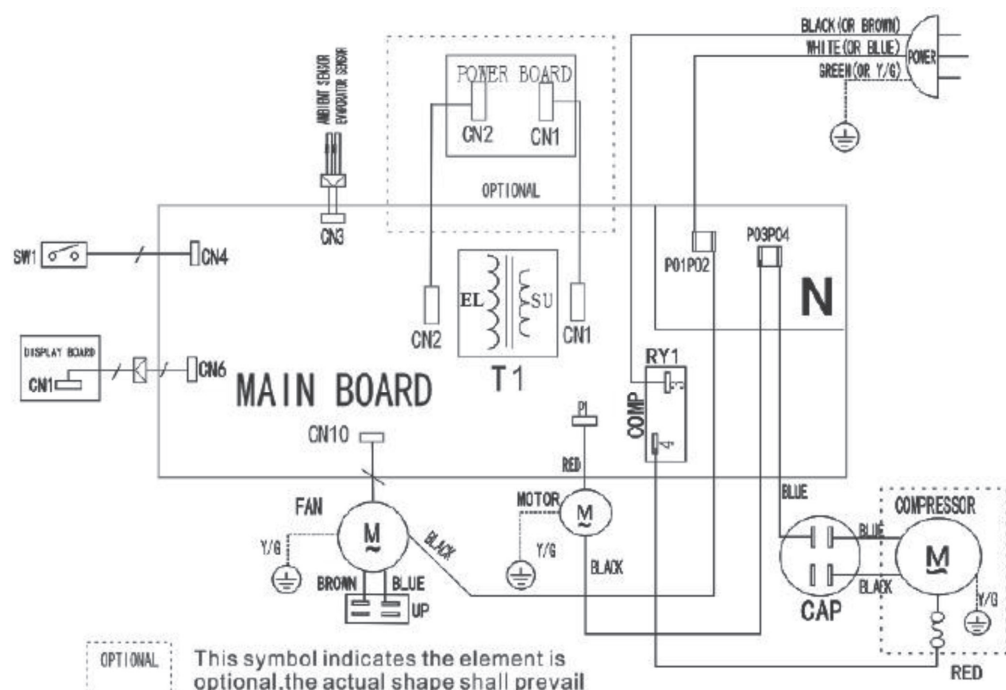 BLACK(OR BROWN)
WHITE(OR BLUE)
GREEN(OR Y/G)
POWER
AMBIENT SENSOR
EVAPORATOR SENSOR
POWER BOARD
CN2
CN1
OPTIONAL
CN3
SW1
CN4
P01P02
P03P04
N
EL
SU
CN2
CN1
T1
DISPLAY BOARD
CN1
CN6
MAIN BOARD
RY1
3
COMP
4
P1
CN10
RED
FAN
M
~
Y/G
BLACK
BROWN
BLUE
UP
MOTOR
M
~
Y/G
BLACK
BLUE
COMPRESSOR
BLUE
M
~
BLACK
CAP
Y/G
RED
OPTIONAL
This symbol indicates the element is
optional,the actual shape shall prevail